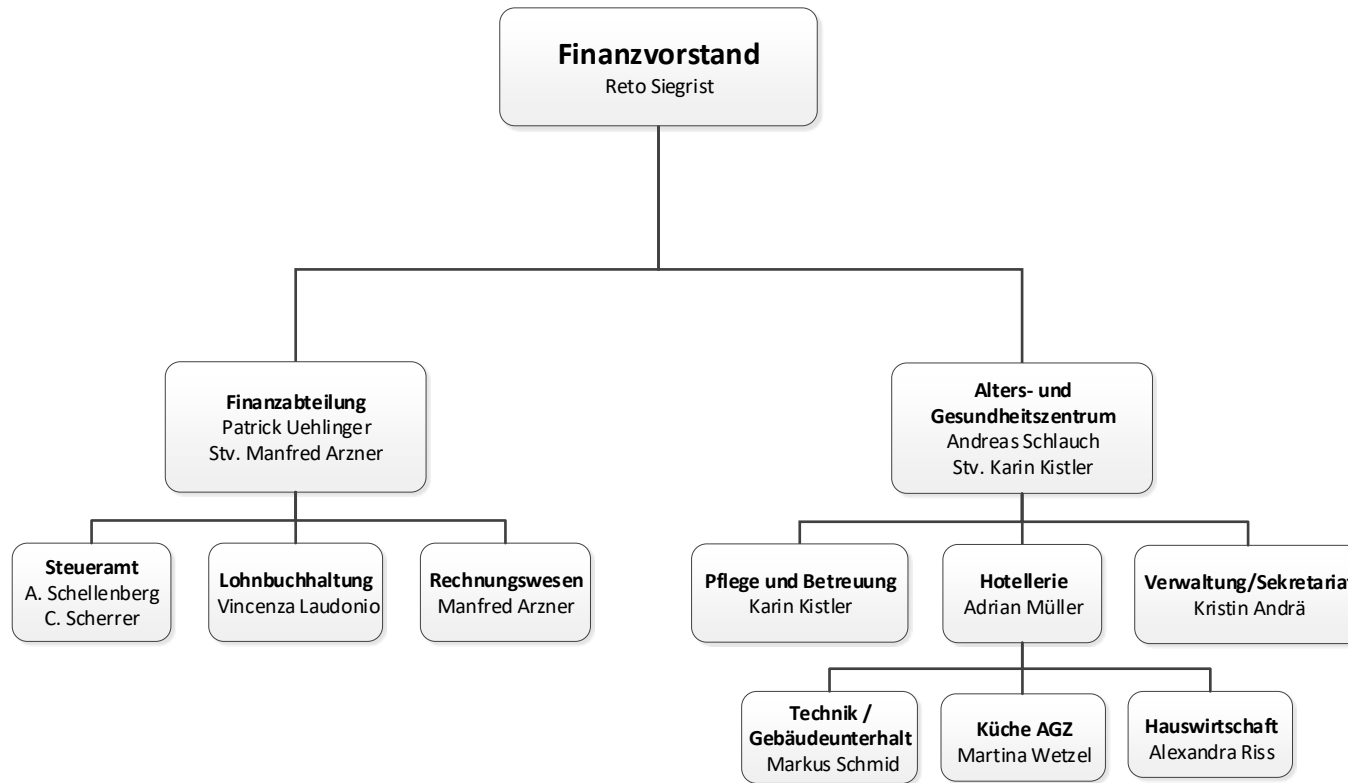 Finanzvorstand
Reto Siegrist
Finanzabteilung
Patrick Uehlinger
Stv. Manfred Arzner
Alters- und
Gesundheitszentrum
Andreas Schlauch
Stv. Karin Kistler
Steueramt
A. Schellenberg
C. Scherrer
Lohnbuchhaltung
Vincenza Laudonio
Rechnungswesen
Manfred Arzner
Pflege und Betreuung
Karin Kistler
Hotellerie
Adrian Müller
Verwaltung/Sekretariat
Kristin Andrä
Technik /
Gebäudeunterhalt
Markus Schmid
Küche AGZ
Martina Wetzel
Hauswirtschaft
Alexandra Riss